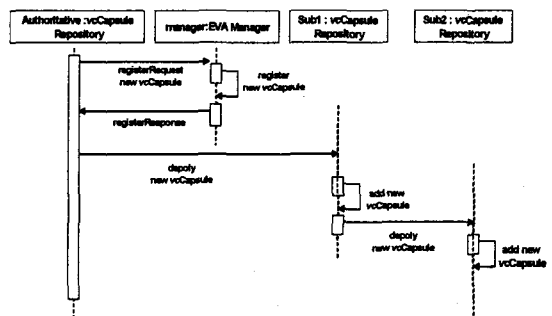 Authoritative :vcCapsule
Repository
manager:EVA Manager
Sub1 : vcCapsule
Repository
Sub2 : vcCapsule
Repository
registerRequest
new vcCapsule
register
new vcCapsule
registerResponse
depoly
new vcCapsule
add new
vcCapsule
depoly
new vcCapsule
add new
vcCapsule